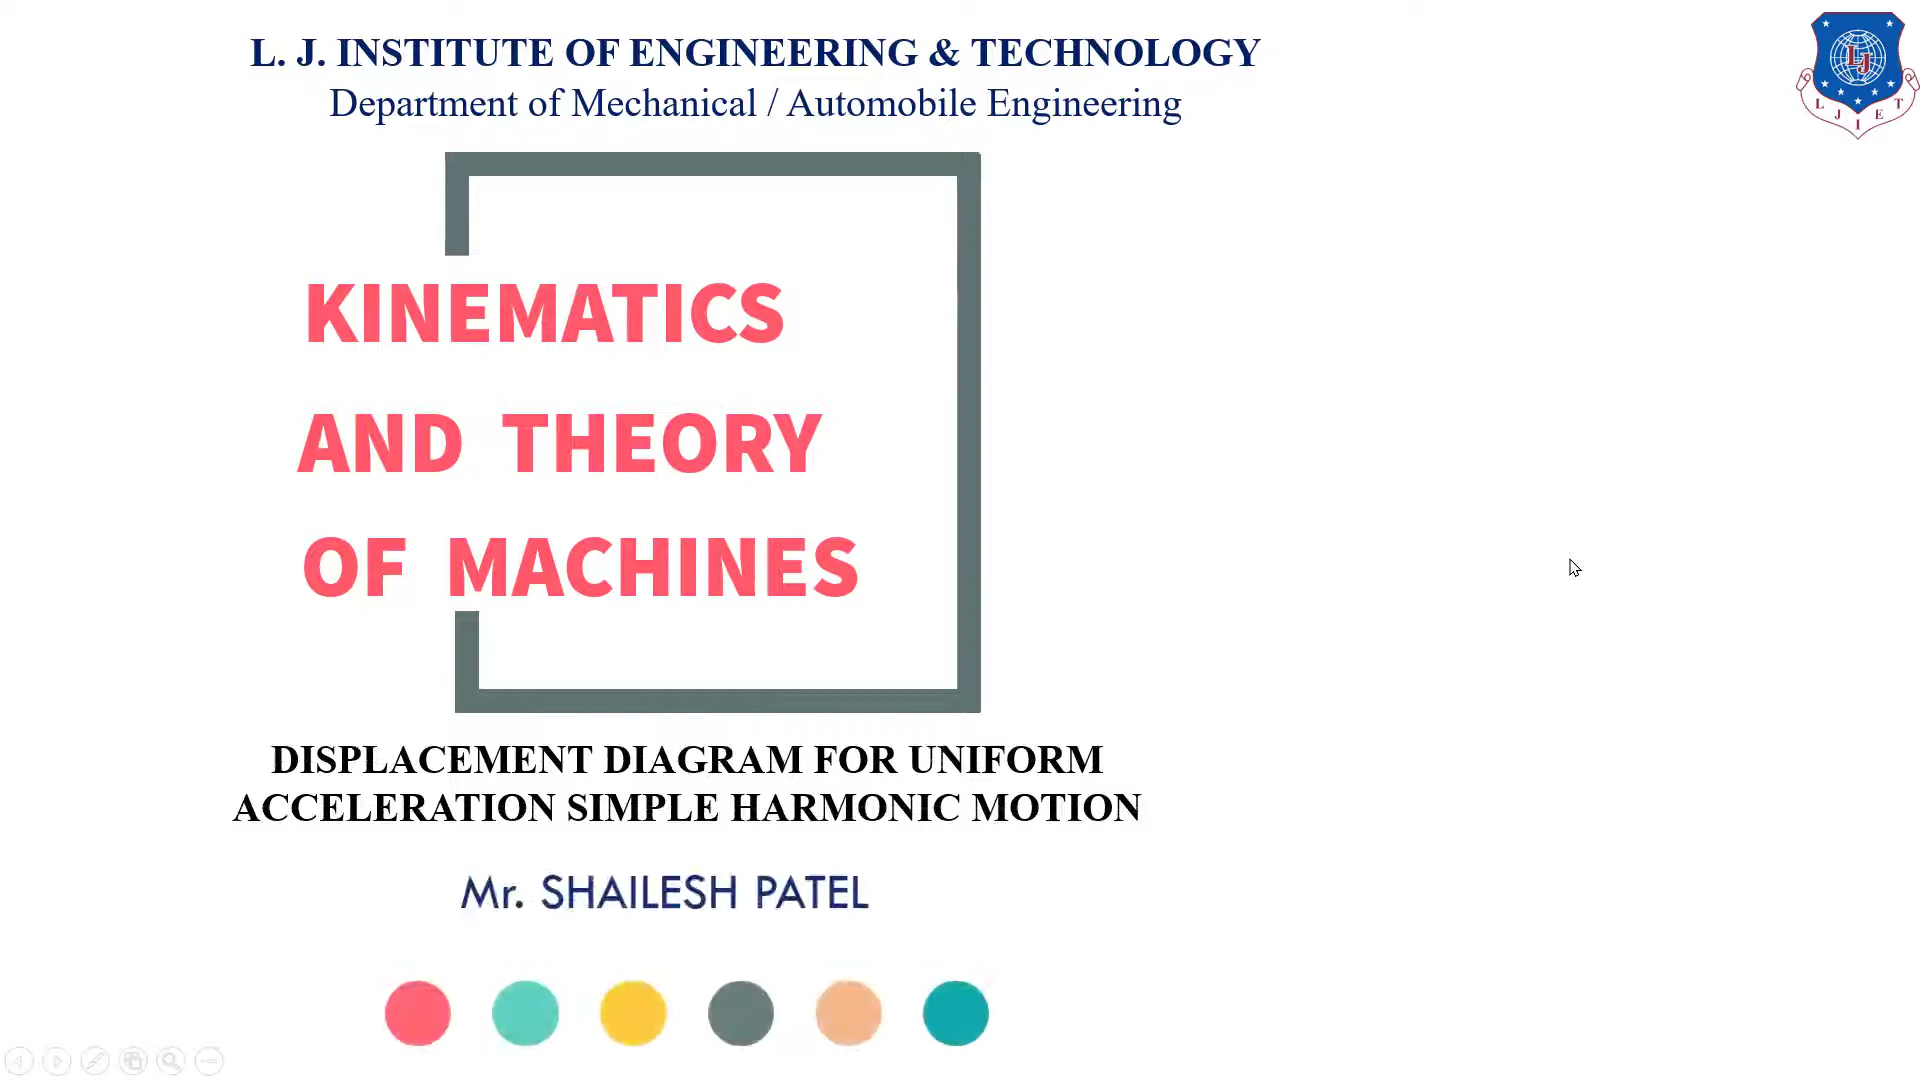 L. J. INSTITUTE OF ENGINEERING & TECHNOLOGY
Department of Mechanical / Automobile Engineering
LJ
L J I E T
KINEMATICS
AND THEORY
OF MACHINES
DISPLACEMENT DIAGRAM FOR UNIFORM
ACCELERATION SIMPLE HARMONIC MOTION
Mr. SHAILESH PATEL